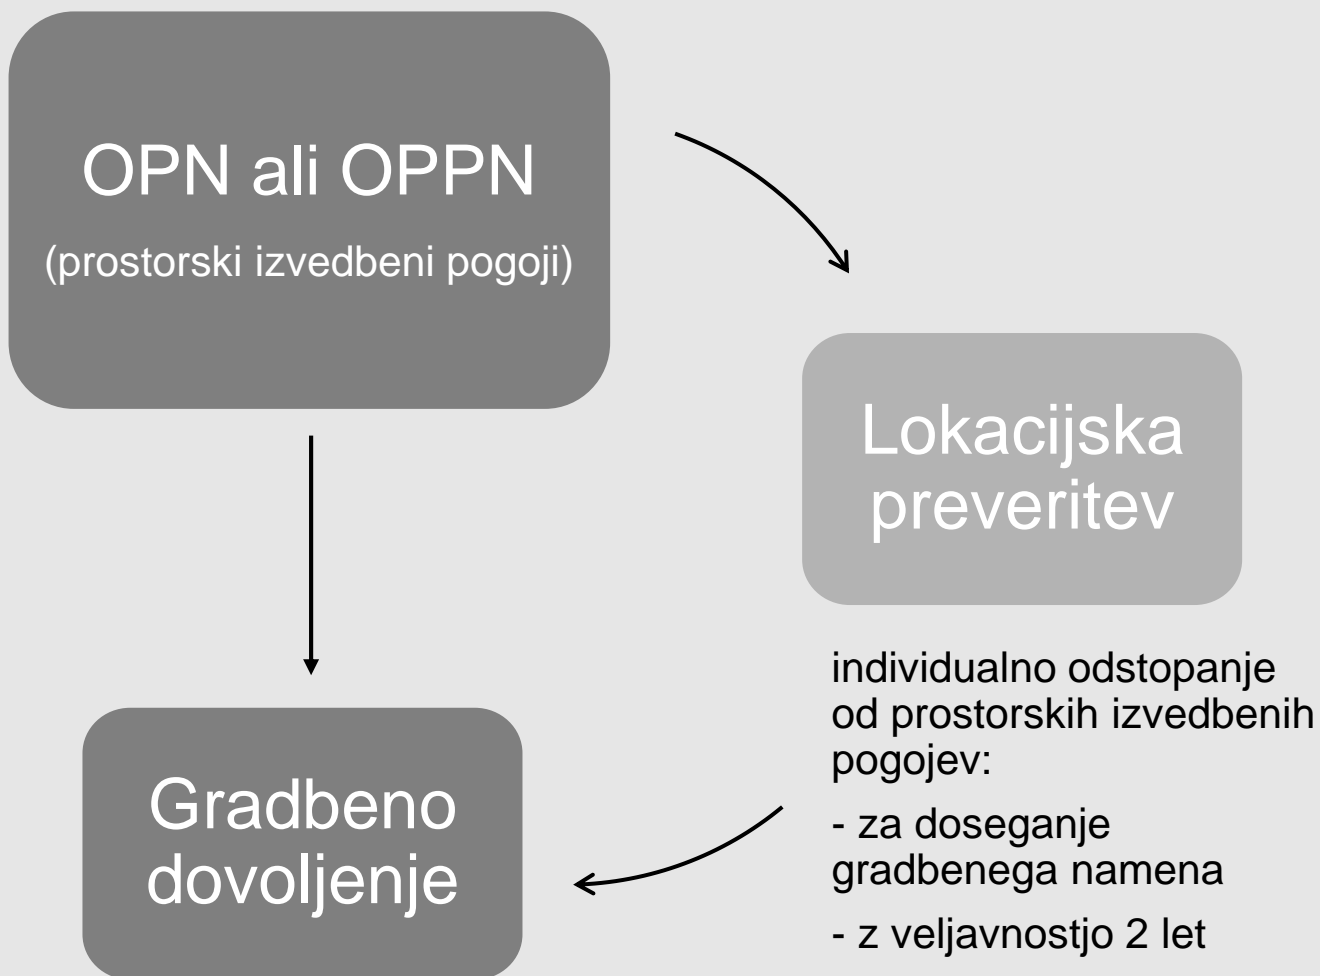 OPN ali OPPN
(prostorski izvedbeni pogoji)
Lokacijska
preveritev
individualno odstopanje
od prostorskih izvedbenih
pogojev:
- za doseganje
gradbenega namena
- z veljavnostjo 2 let
Gradbeno
dovoljenje